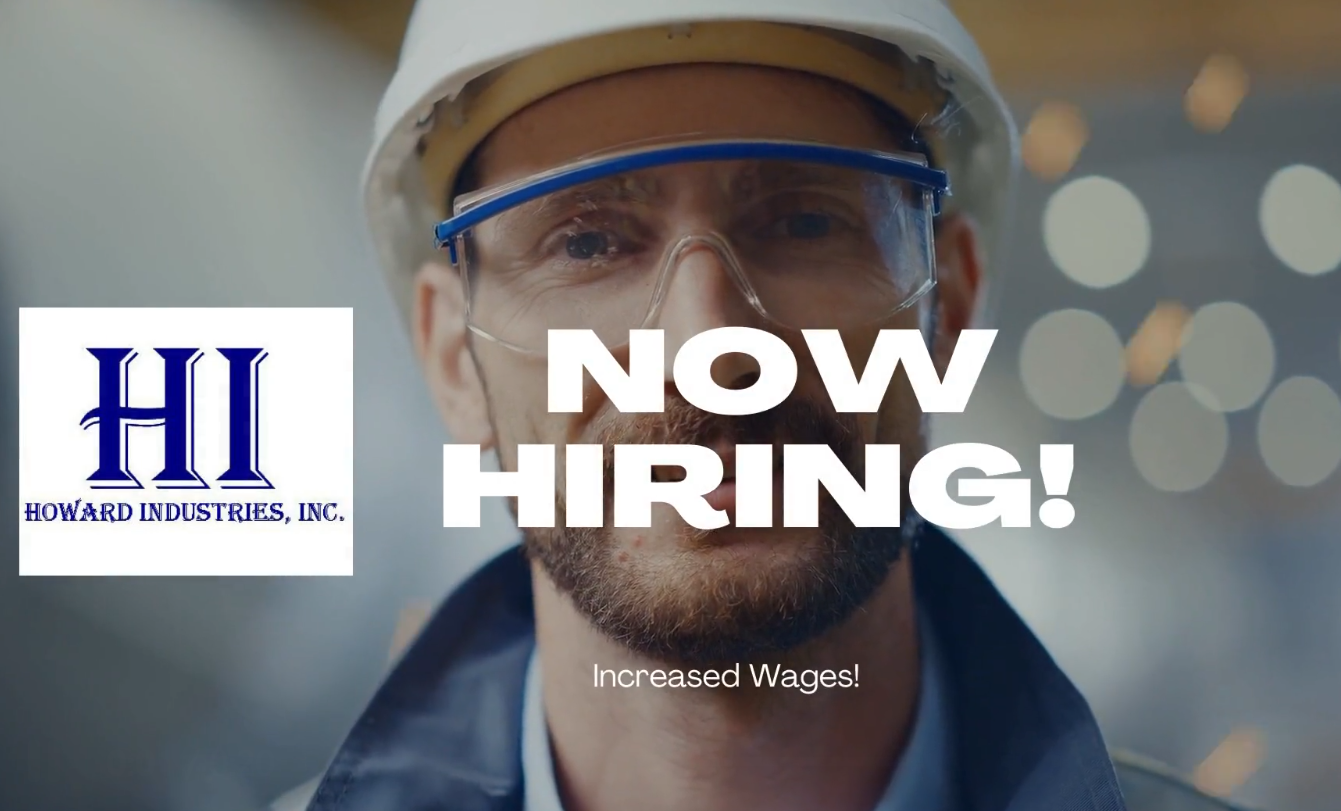 HI
HOWARD INDUSTRIES, INC.
NOW
HIRING!
Increased Wages!